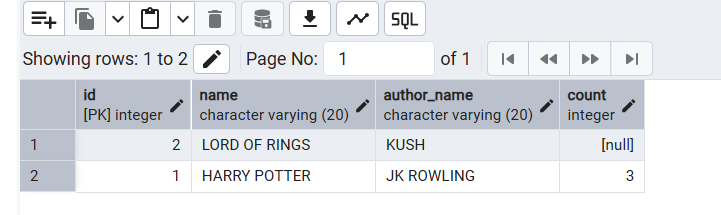 SQL
Showing rows: 1 to 2 Page No: 1 of 1
id name author_name count
[PK] integer character varying (20) character varying (20) integer
1 2 LORD OF RINGS KUSH [null]
2 1 HARRY POTTER JK ROWLING 3